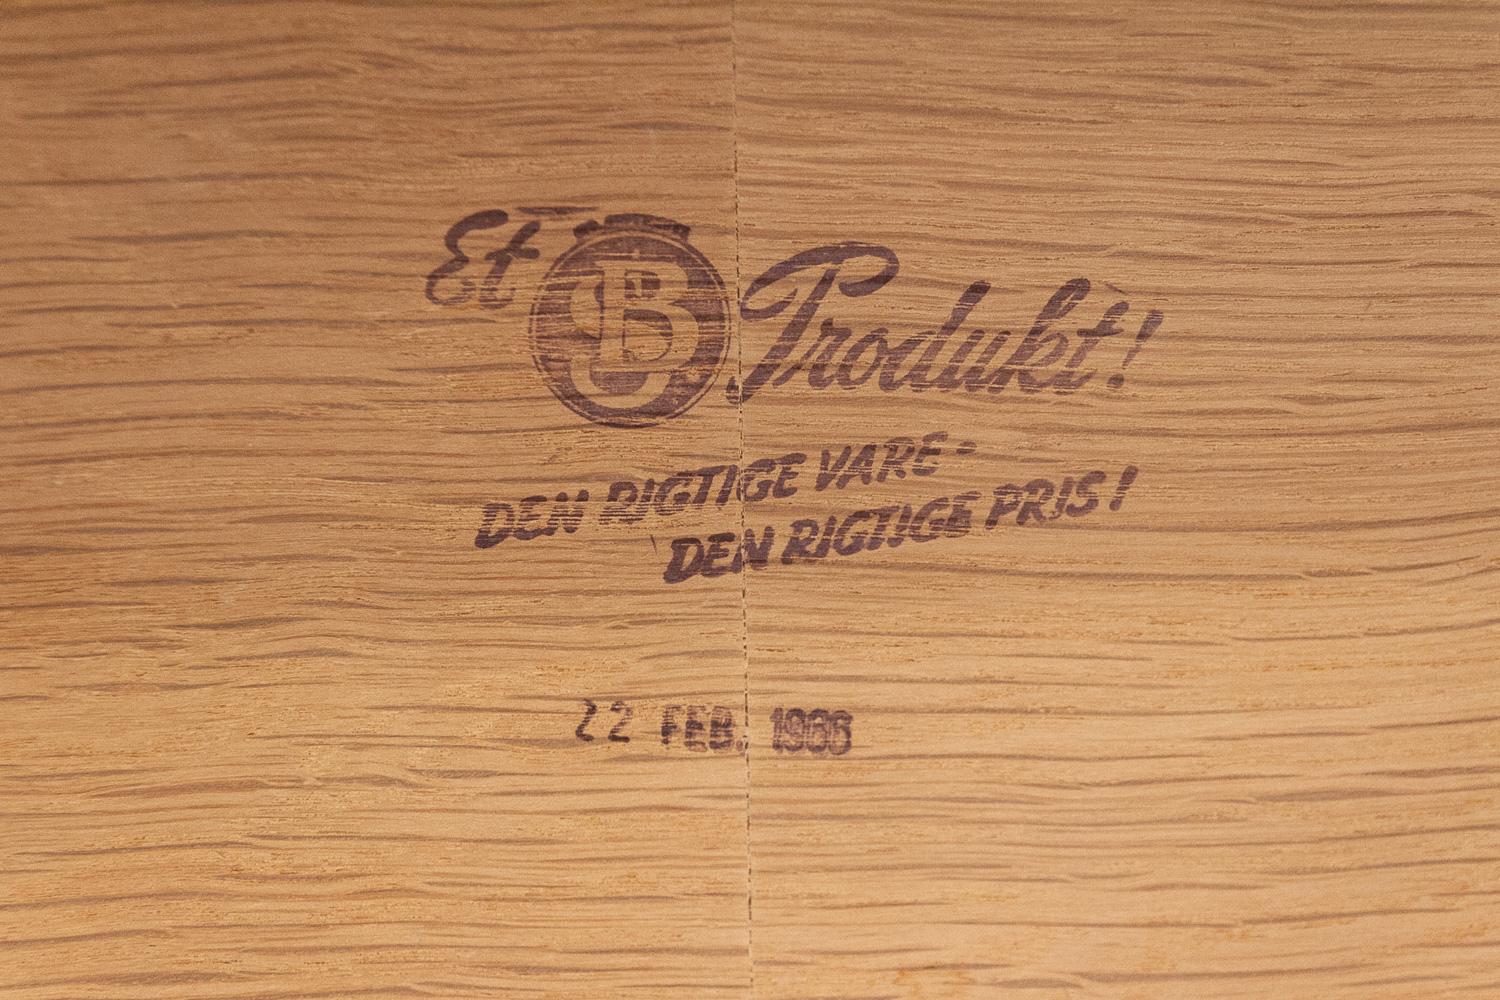 Et B Produkt!
DEN RIGTIGE VARE-
DEN RIGTIGE PRIS!
22 FEB. 1966